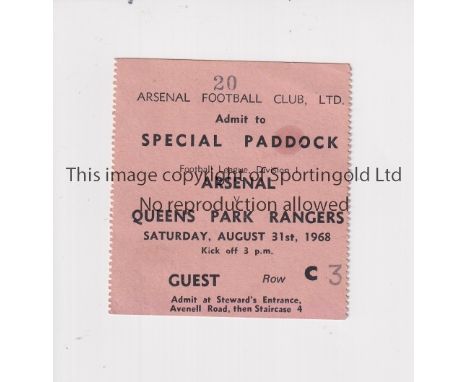 20
ARSENAL FOOTBALL CLUB, LTD.
Admit to
SPECIAL PADDOCK
Football League, Division I
This image copyright of Sportingold Ltd
ARSENAL
v
No reproduction allowed
QUEENS PARK RANGERS
SATURDAY, AUGUST 31st, 1968
Kick off 3 p.m.
GUEST Row C 3
Admit at Steward's Entrance,
Avenell Road, then Staircase 4